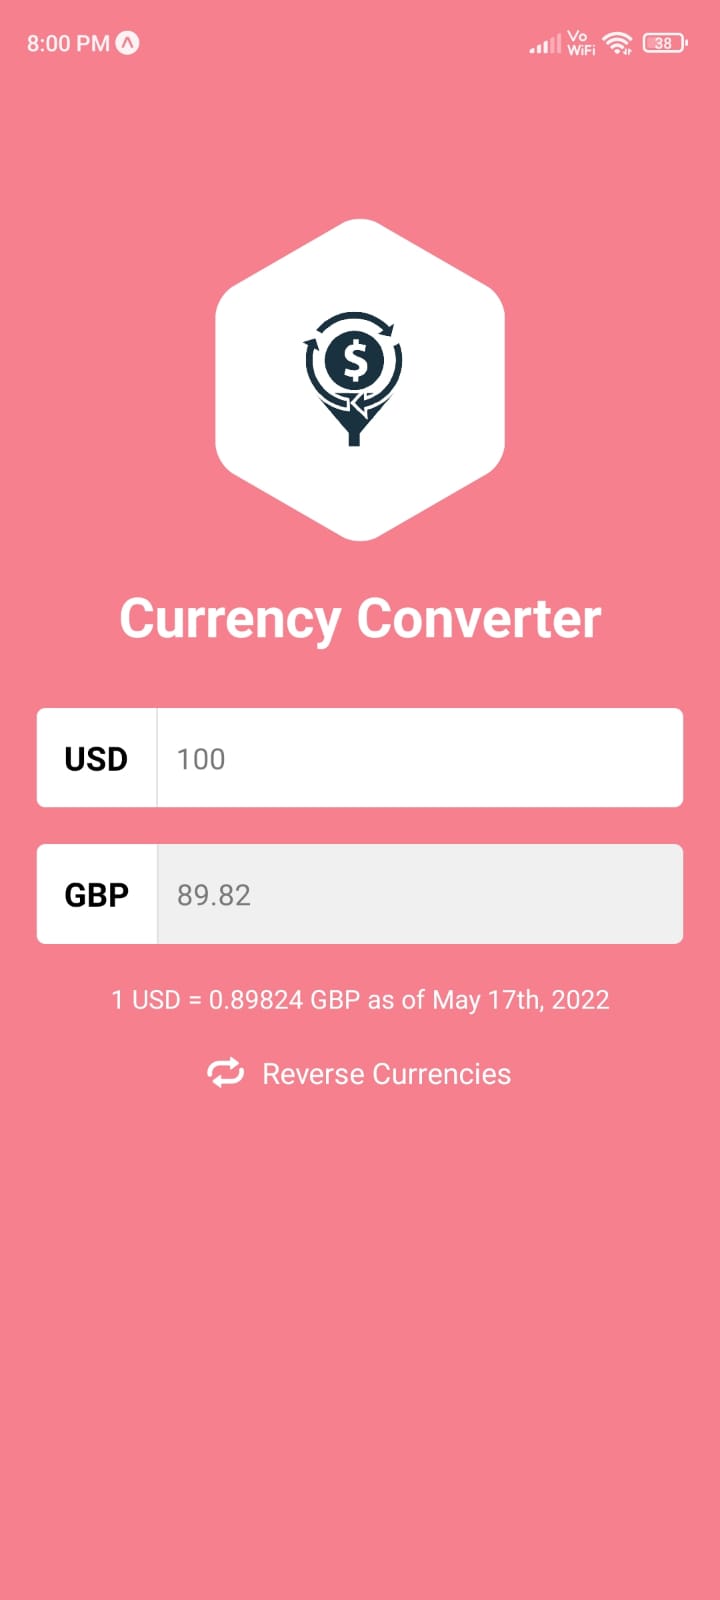 8:00 PM
Vo
WiFi
38
$
Currency Converter
USD 100
GBP 89.82
1 USD = 0.89824 GBP as of May 17th, 2022
Reverse Currencies